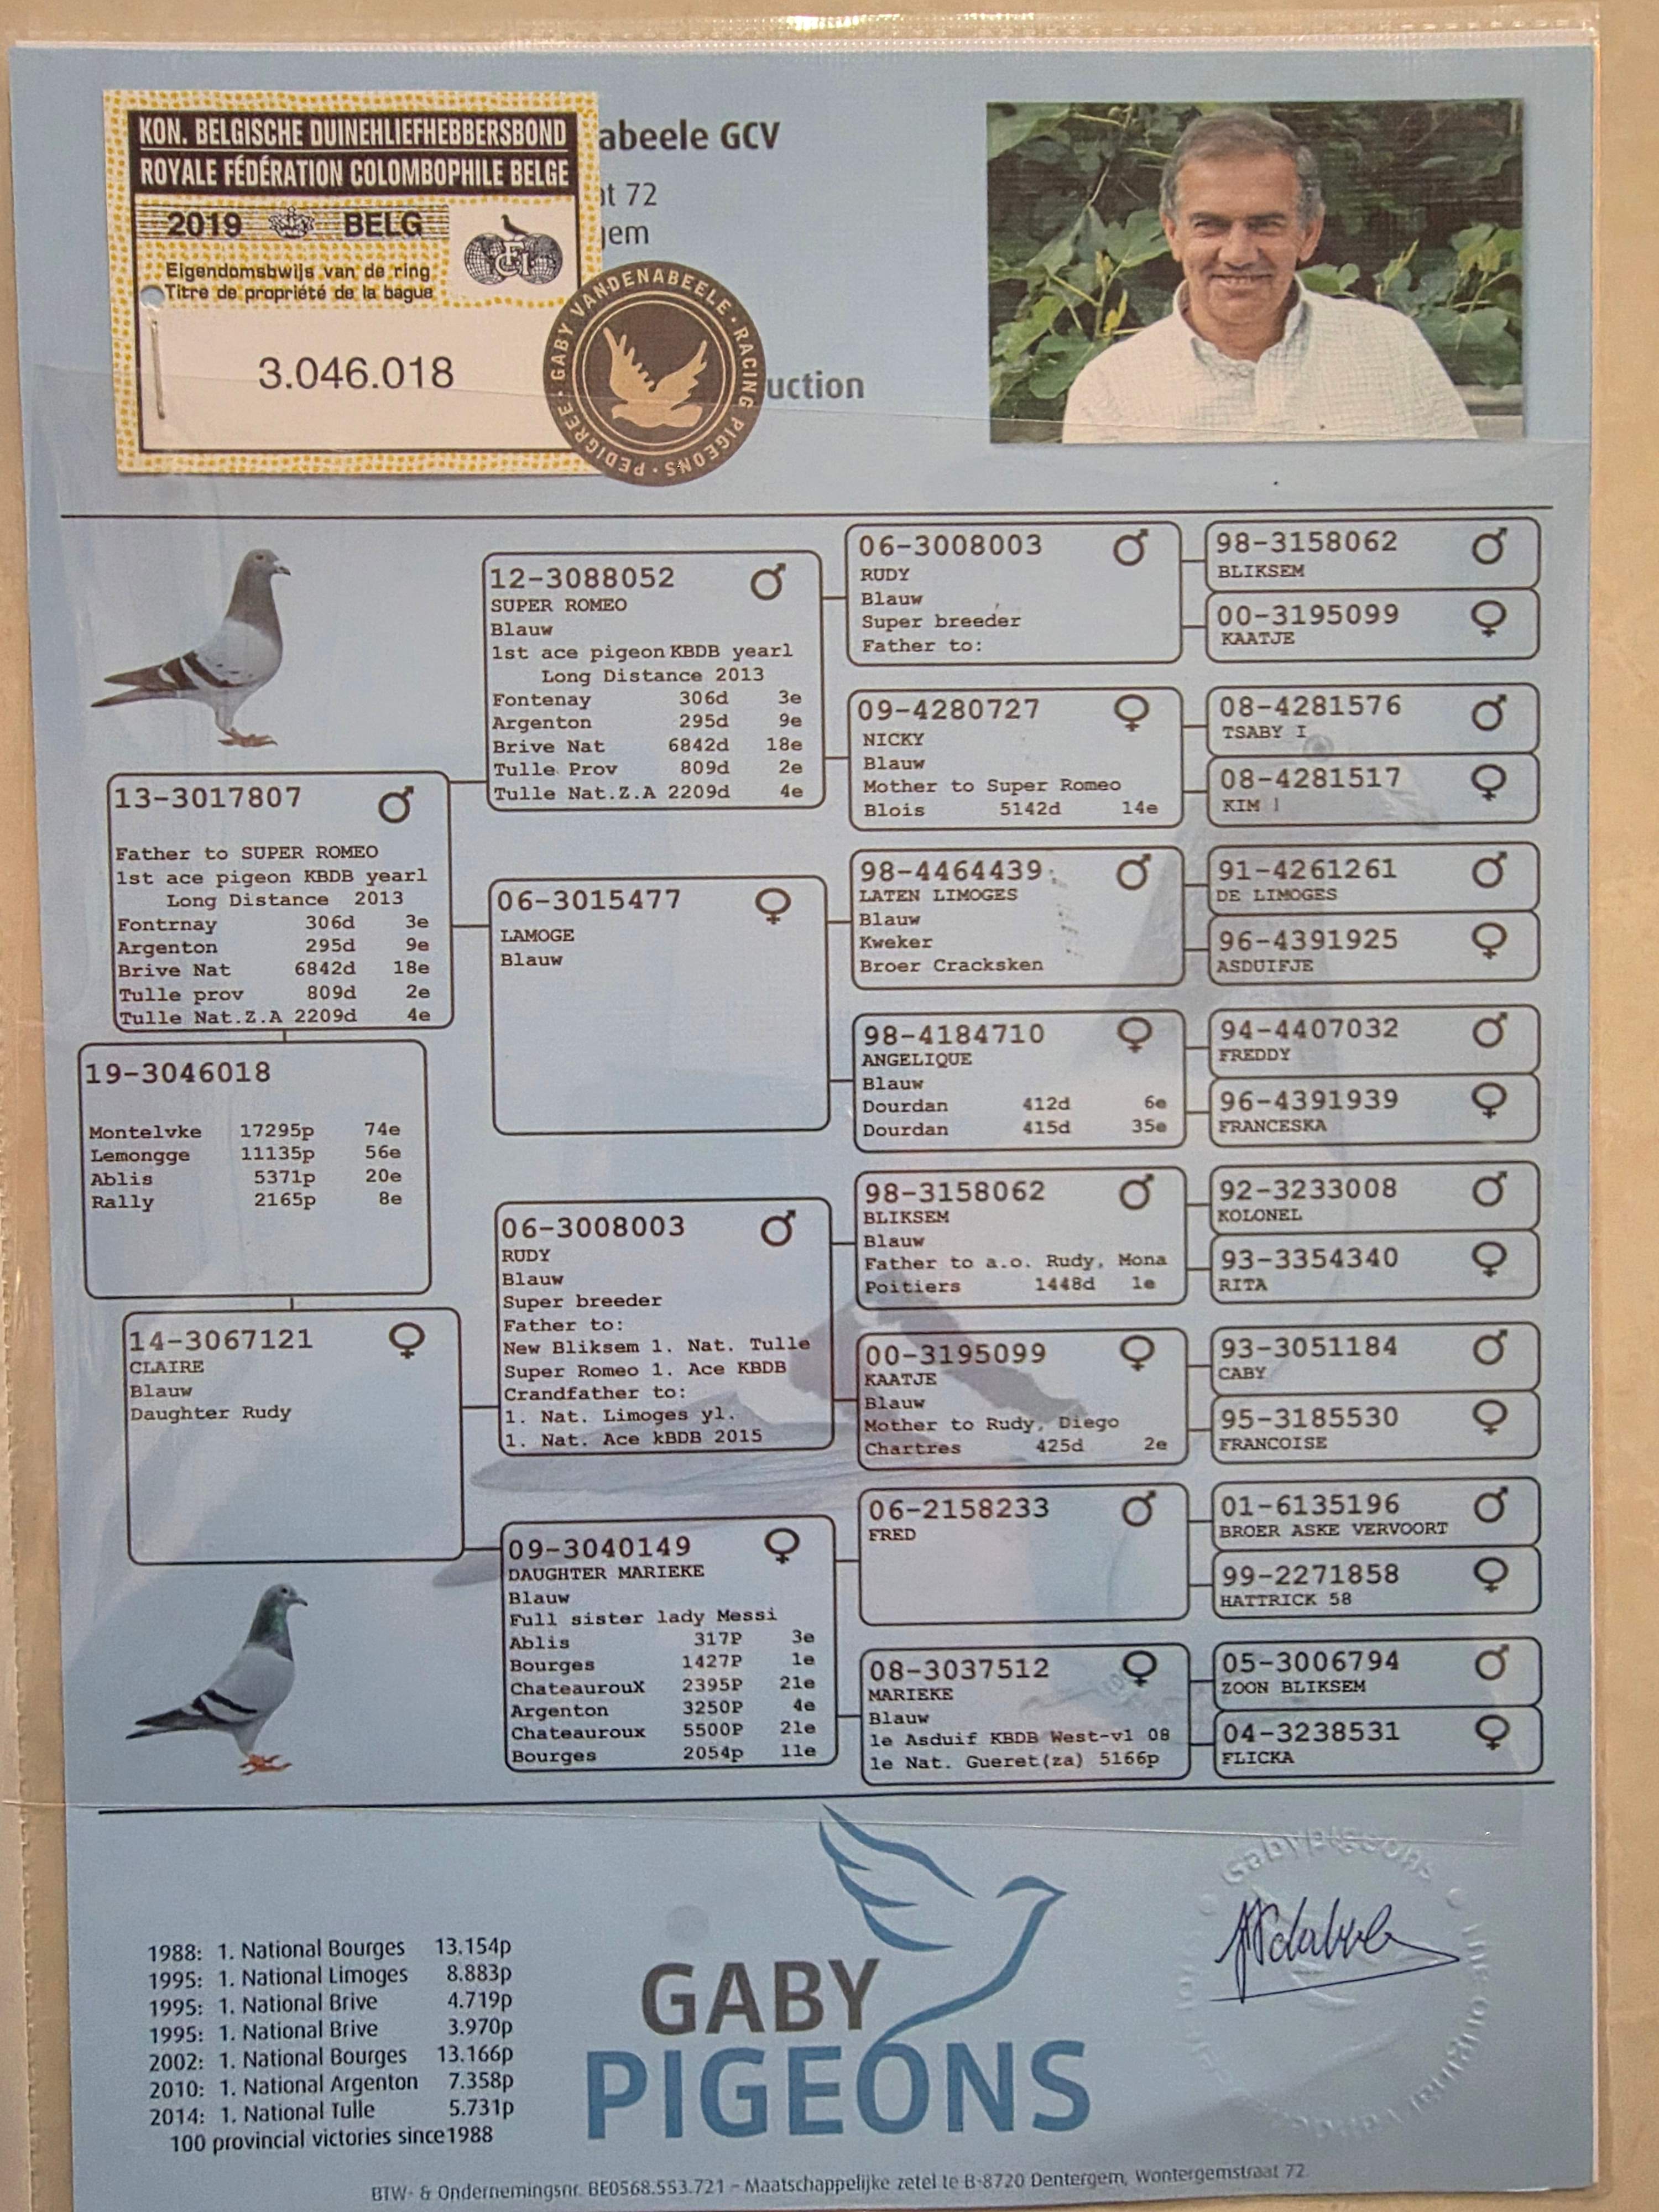 KON. BELGISCHE DUINEHLIEFHEBBERSBOND
ROYALE FÉDÉRATION COLOMBOPHILE BELGE
2019 BELG
FCI
Eigendomsbwijs van de ring
Titre de propriété de la bague
3.046.018
abeele GCV
at 72
jem
uction
GABY VANDENABEELE · RACING PIGEONS · PEDIGREE ·
12-3088052 ♂
SUPER ROMEO
Blauw
1st ace pigeon KBDB yearl
Long Distance 2013
Fontenay 306d 3e
Argenton 295d 9e
Brive Nat 6842d 18e
Tulle Prov 809d 2e
Tulle Nat.Z.A 2209d 4e
06-3008003 ♂
RUDY
Blauw
Super breeder
Father to:
98-3158062 ♂
BLIKSEM
00-3195099 ♀
KAATJE
09-4280727 ♀
NICKY
Blauw
Mother to Super Romeo
Blois 5142d 14e
08-4281576 ♂
TSABY I
08-4281517 ♀
KIM I
13-3017807 ♂
Father to SUPER ROMEO
1st ace pigeon KBDB yearl
Long Distance 2013
Fontrnay 306d 3e
Argenton 295d 9e
Brive Nat 6842d 18e
Tulle prov 809d 2e
Tulle Nat.Z.A 2209d 4e
06-3015477 ♀
LAMOGE
Blauw
98-4464439 ♂
LATEN LIMOGES
Blauw
Kweker
Broer Cracksken
91-4261261 ♂
DE LIMOGES
96-4391925 ♀
ASDUIFJE
98-4184710 ♀
ANGELIQUE
Blauw
Dourdan 412d 6e
Dourdan 415d 35e
94-4407032 ♂
FREDDY
96-4391939 ♀
FRANCESKA
19-3046018
Montelvke 17295p 74e
Lemongge 11135p 56e
Ablis 5371p 20e
Rally 2165p 8e
06-3008003 ♂
RUDY
Blauw
Super breeder
Father to:
New Bliksem 1. Nat. Tulle
Super Romeo 1. Ace KBDB
Crandfather to:
1. Nat. Limoges yl.
1. Nat. Ace kBDB 2015
98-3158062 ♂
BLIKSEM
Blauw
Father to a.o. Rudy, Mona
Poitiers 1448d 1e
92-3233008 ♂
KOLONEL
93-3354340 ♀
RITA
14-3067121 ♀
CLAIRE
Blauw
Daughter Rudy
00-3195099 ♀
KAATJE
Blauw
Mother to Rudy, Diego
Chartres 425d 2e
93-3051184 ♂
CABY
95-3185530 ♀
FRANCOISE
09-3040149 ♀
DAUGHTER MARIEKE
Blauw
Full sister lady Messi
Ablis 317P 3e
Bourges 1427P 1e
ChateaurouX 2395P 21e
Argenton 3250P 4e
Chateauroux 5500P 21e
Bourges 2054p 11e
06-2158233 ♂
FRED
01-6135196 ♂
BROER ASKE VERVOORT
99-2271858 ♀
HATTRICK 58
08-3037512 ♀
MARIEKE
Blauw
1e Asduif KBDB West-vl 08
1e Nat. Gueret(za) 5166p
05-3006794 ♂
ZOON BLIKSEM
04-3238531 ♀
FLICKA
1988: 1. National Bourges 13.154p
1995: 1. National Limoges 8.883p
1995: 1. National Brive 4.719p
1995: 1. National Brive 3.970p
2002: 1. National Bourges 13.166p
2010: 1. National Argenton 7.358p
2014: 1. National Tulle 5.731p
100 provincial victories since1988
GABY
PIGEONS
Gabypigeons
BTW- & Ondernemingsnr. BE0568.553.721 – Maatschappelijke zetel te B-8720 Dentergem, Wontergemstraat 72.